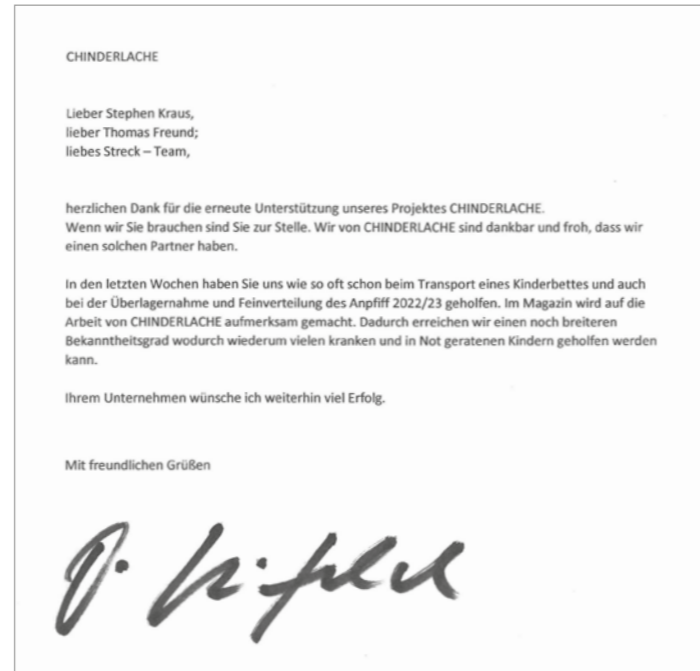 CHINDERLACHE
Lieber Stephen Kraus,
lieber Thomas Freund;
liebes Streck – Team,
herzlichen Dank für die erneute Unterstützung unseres Projektes CHINDERLACHE.
Wenn wir Sie brauchen sind Sie zur Stelle. Wir von CHINDERLACHE sind dankbar und froh, dass wir
einen solchen Partner haben.
In den letzten Wochen haben Sie uns wie so oft schon beim Transport eines Kinderbettes und auch
bei der Überlagernahme und Feinverteilung des Anpfiff 2022/23 geholfen. Im Magazin wird auf die
Arbeit von CHINDERLACHE aufmerksam gemacht. Dadurch erreichen wir einen noch breiteren
Bekanntheitsgrad wodurch wiederum vielen kranken und in Not geratenen Kindern geholfen werden
kann.
Ihrem Unternehmen wünsche ich weiterhin viel Erfolg.
Mit freundlichen Grüßen